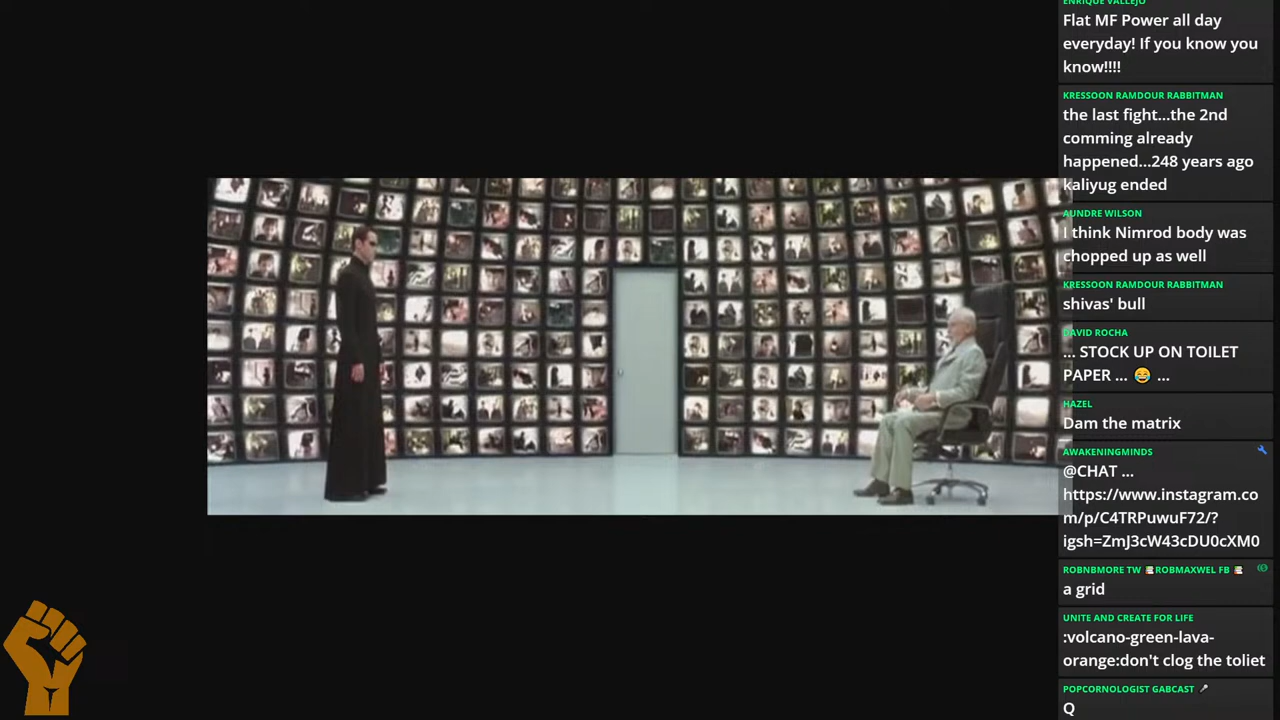 ENRIQUE VALLEJO
Flat MF Power all day
everyday! If you know you
know!!!!
KRESSOON RAMDOUR RABBITMAN
the last fight...the 2nd
comming already
happened...248 years ago
kaliyug ended
AUNDRE WILSON
I think Nimrod body was
chopped up as well
KRESSOON RAMDOUR RABBITMAN
shivas' bull
DAVID ROCHA
... STOCK UP ON TOILET
PAPER ... 😂 ...
HAZEL
Dam the matrix
AWAKENINGMINDS
@CHAT ...
https://www.instagram.co
m/p/C4TRPuwuF72/?
igsh=ZmJ3cW43cDU0cXM0
ROBNBMORE TW ROBMAXWEL FB
a grid
UNITE AND CREATE FOR LIFE
:volcano-green-lava-
orange:don't clog the toliet
POPCORNOLOGIST GABCAST 🎤
Q